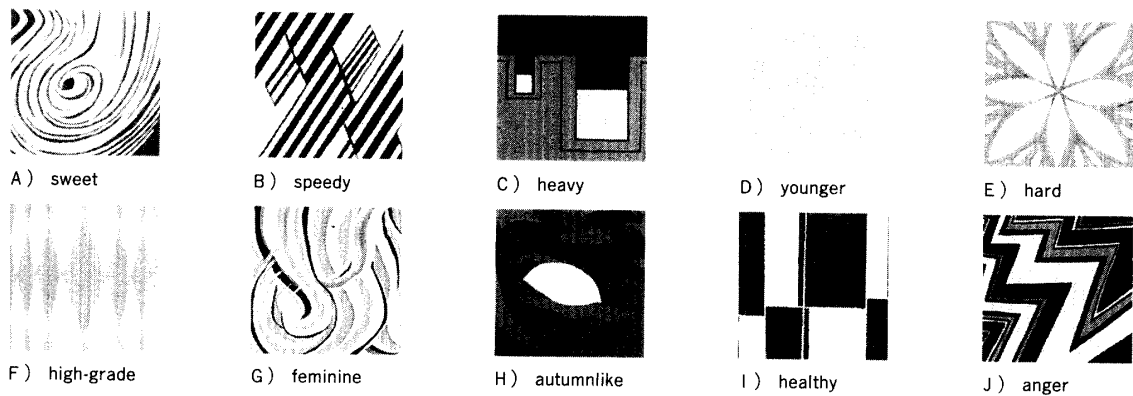 A) sweet
B) speedy
C) heavy
D) younger
E) hard
F) high-grade
G) feminine
H) autumnlike
I) healthy
J) anger